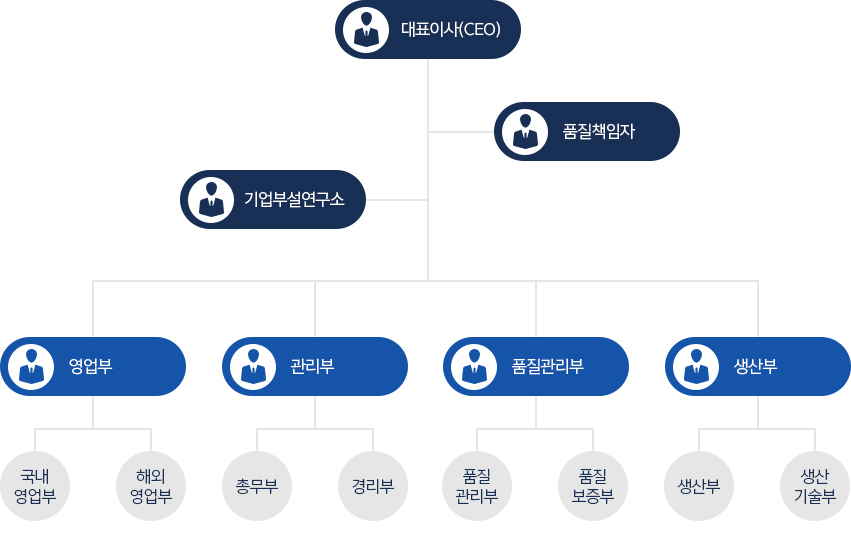 대표이사(CEO)
품질책임자
기업부설연구소
영업부
관리부
품질관리부
생산부
국내
영업부
해외
영업부
총무부
경리부
품질
관리부
품질
보증부
생산부
생산
기술부